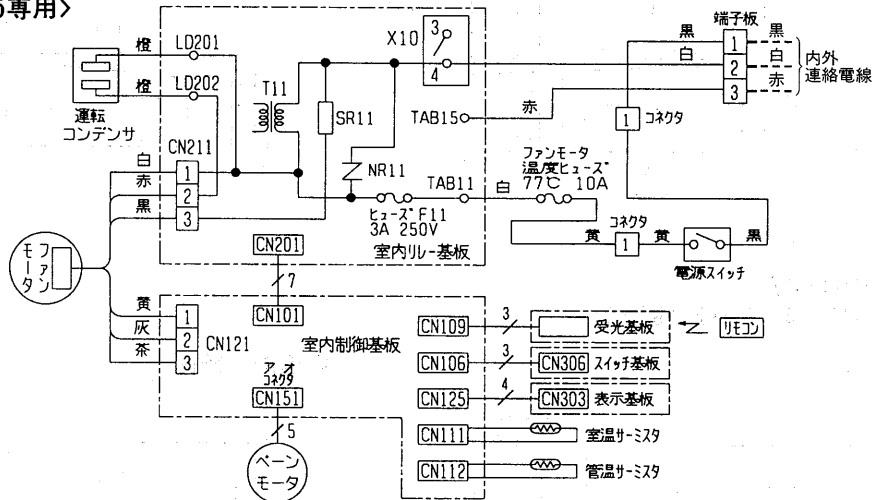 専用>
橙
LD201
橙
LD202
運転
コンデンサ
T11
SR11
NR11
X10
3
4
TAB15
赤
黒
白
端子板
1
2
3
黒
白
赤
内外
連絡電線
1
コネクタ
CN211
白
赤
黒
1
2
3
ヒューズF11
3A 250V
TAB11
白
ファンモータ
温度ヒューズ
77℃ 10A
黄
コネクタ
1
黄
黒
電源スイッチ
CN201
室内リレー基板
7
CN101
ファン
モータ
黄
灰
茶
1
2
3
CN121
室内制御基板
アオ
コネクタ
CN151
5
ベーン
モータ
CN109
3
受光基板
リモコン
CN106
3
CN306
スイッチ基板
CN125
4
CN303
表示基板
CN111
室温サーミスタ
CN112
管温サーミスタ